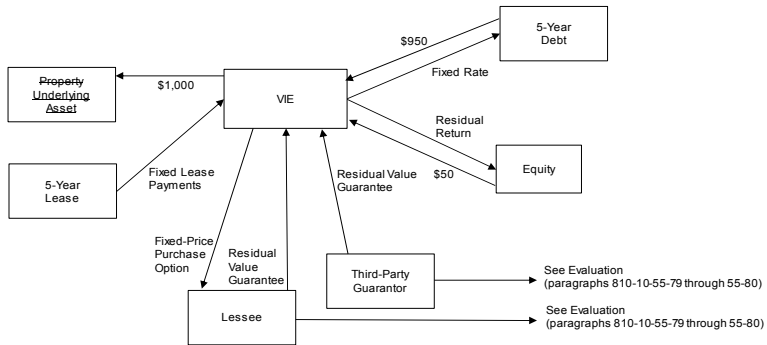 5-Year
Debt
$950
Fixed Rate
Property
Underlying
Asset
$1,000
VIE
Residual
Return
$50
Equity
5-Year
Lease
Fixed Lease
Payments
Residual Value
Guarantee
Fixed-Price
Purchase
Option
Residual
Value
Guarantee
Third-Party
Guarantor
See Evaluation
(paragraphs 810-10-55-79 through 55-80)
Lessee
See Evaluation
(paragraphs 810-10-55-79 through 55-80)